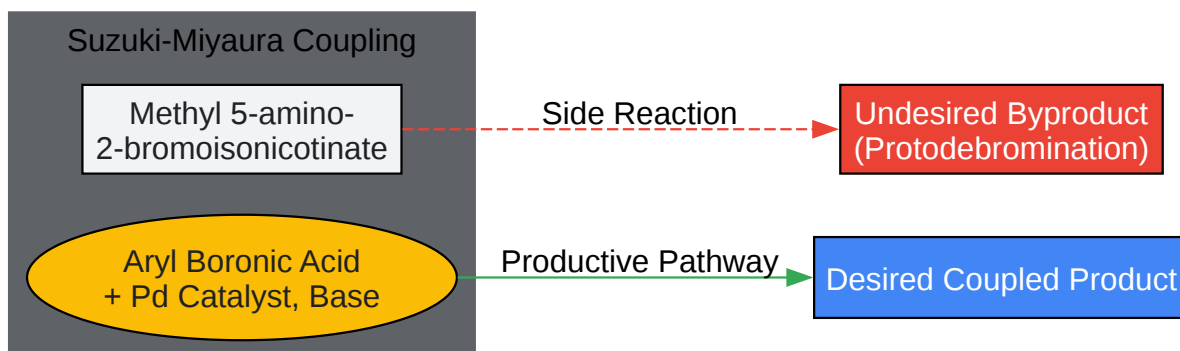 Suzuki-Miyaura Coupling
Methyl 5-amino-
2-bromoisonicotinate
Side Reaction
Undesired Byproduct
(Protodebromination)
Aryl Boronic Acid
+ Pd Catalyst, Base
Productive Pathway
Desired Coupled Product